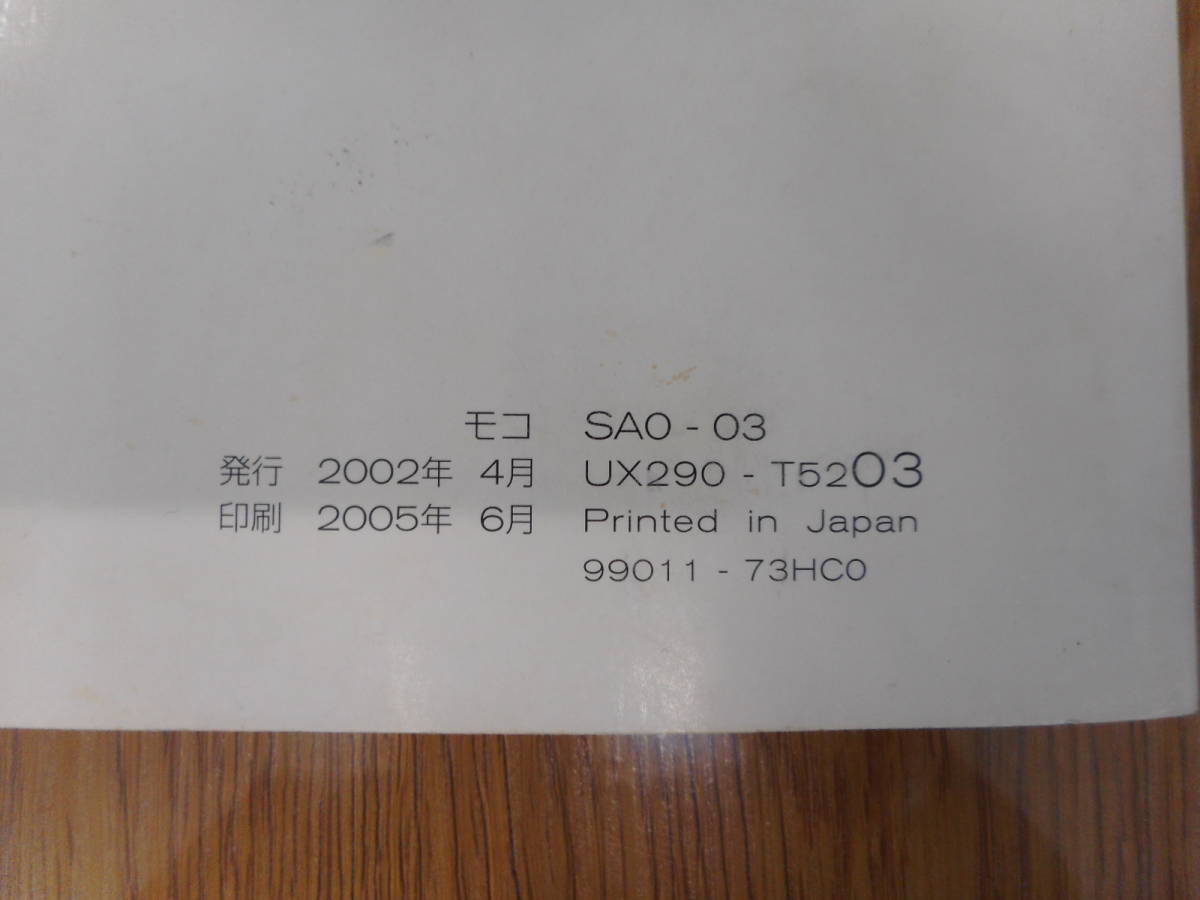 モコ SA0 - 03
発行 2002年 4月 UX290 - T5203
印刷 2005年 6月 Printed in Japan
99011 - 73HC0